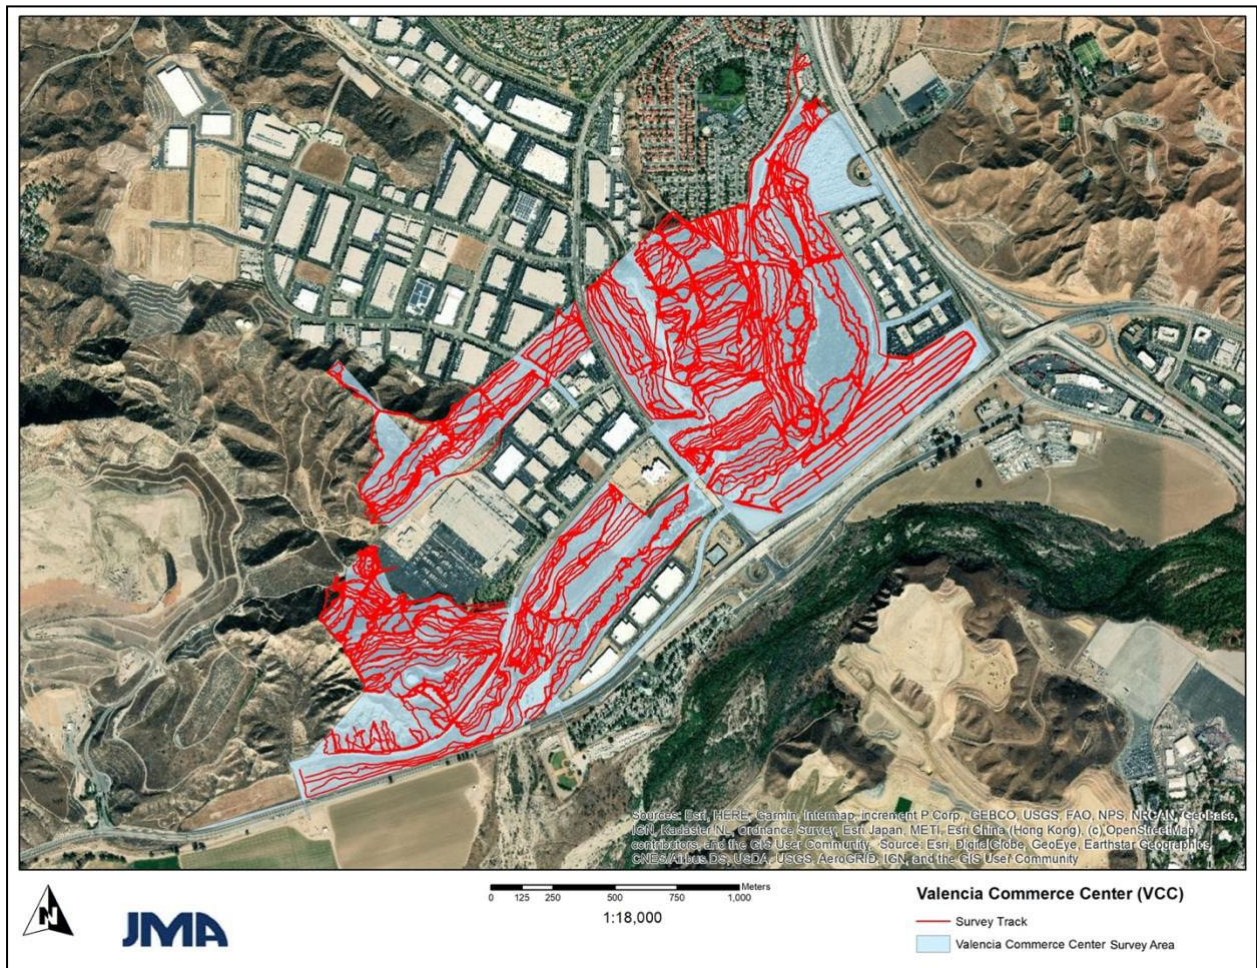 Sources: Esri, HERE, Garmin, Intermap, increment P Corp., GEBCO, USGS, FAO, NPS, NRCAN, GeoBase,
IGN, Kadaster NL, Ordnance Survey, Esri Japan, METI, Esri China (Hong Kong), (c) OpenStreetMap
contributors, and the GIS User Community, Source: Esri, DigitalGlobe, GeoEye, Earthstar Geographics,
CNES/Airbus DS, USDA, USGS, AeroGRID, IGN, and the GIS User Community
N
JMA
Meters
0 125 250 500 750 1,000
1:18,000
Valencia Commerce Center (VCC)
Survey Track
Valencia Commerce Center Survey Area